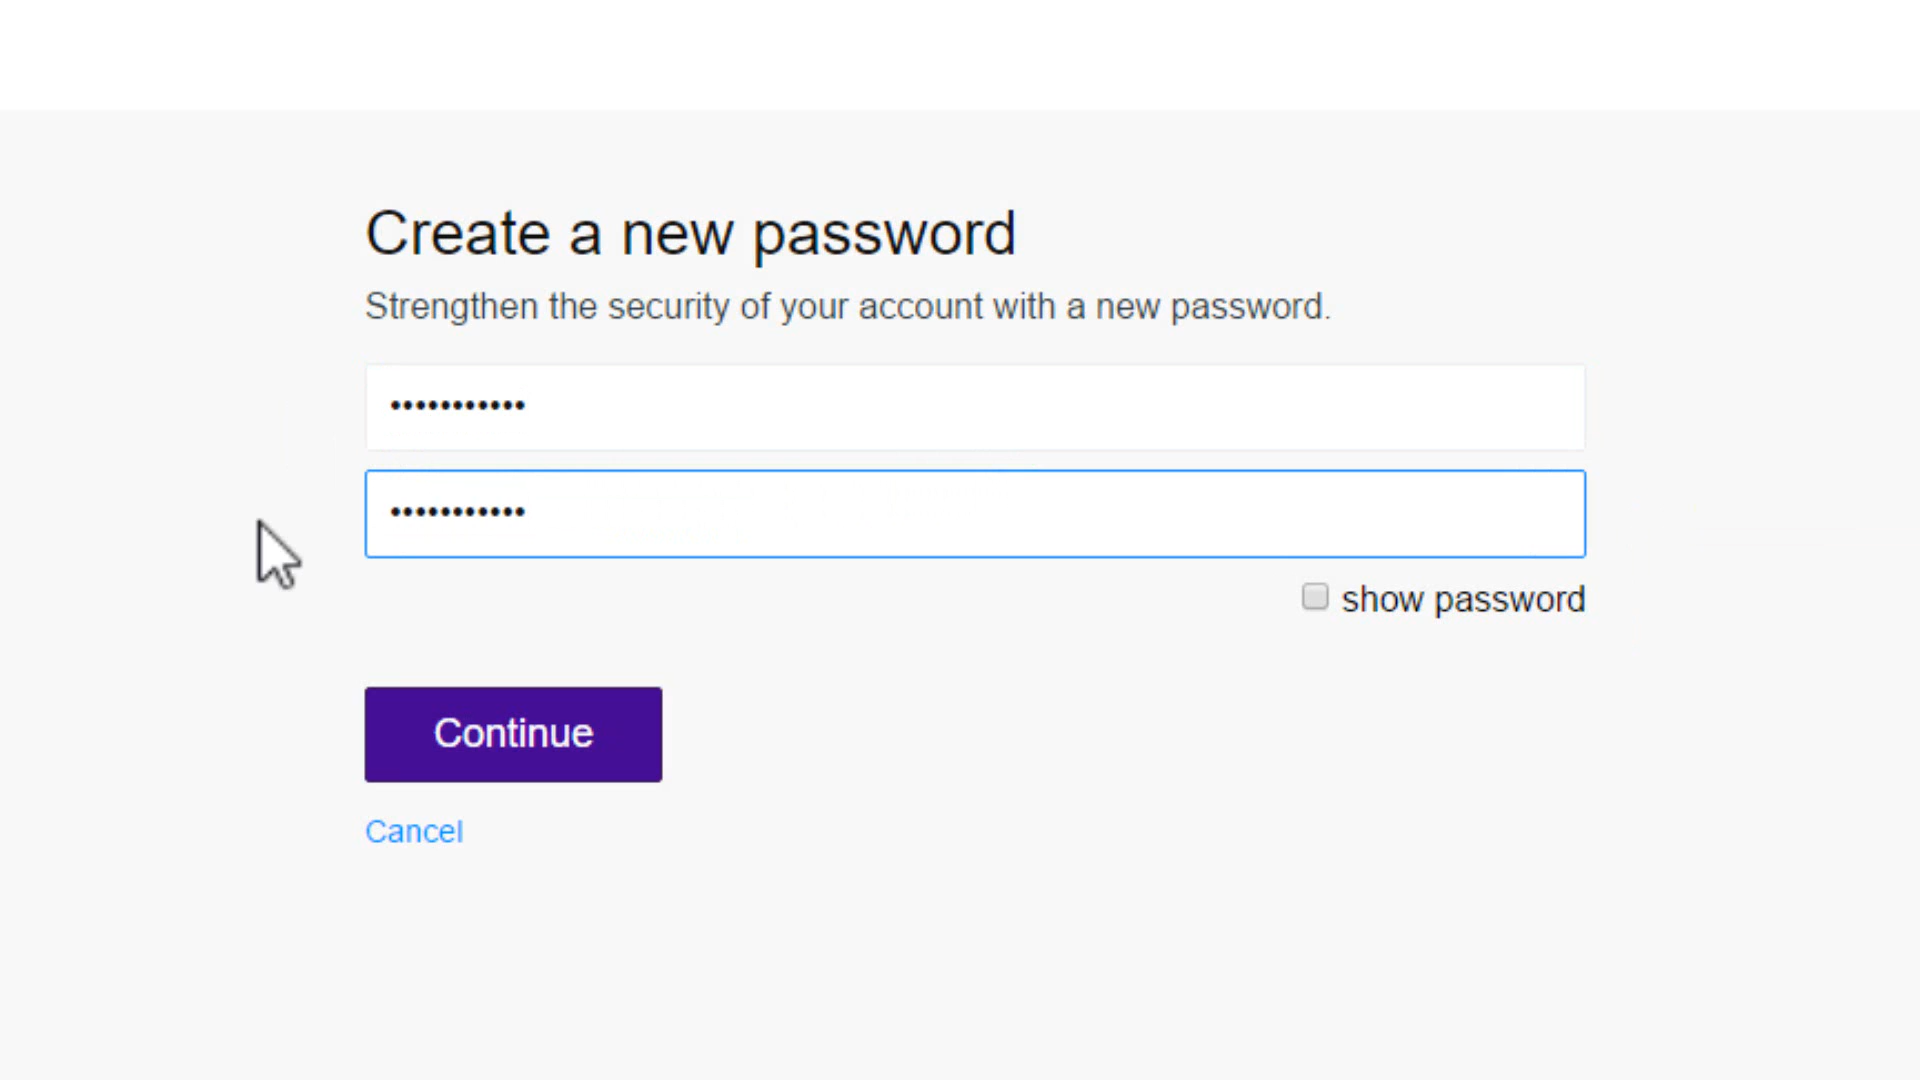 Create a new password
Strengthen the security of your account with a new password.
•••••••••••
•••••••••••
show password
Continue
Cancel